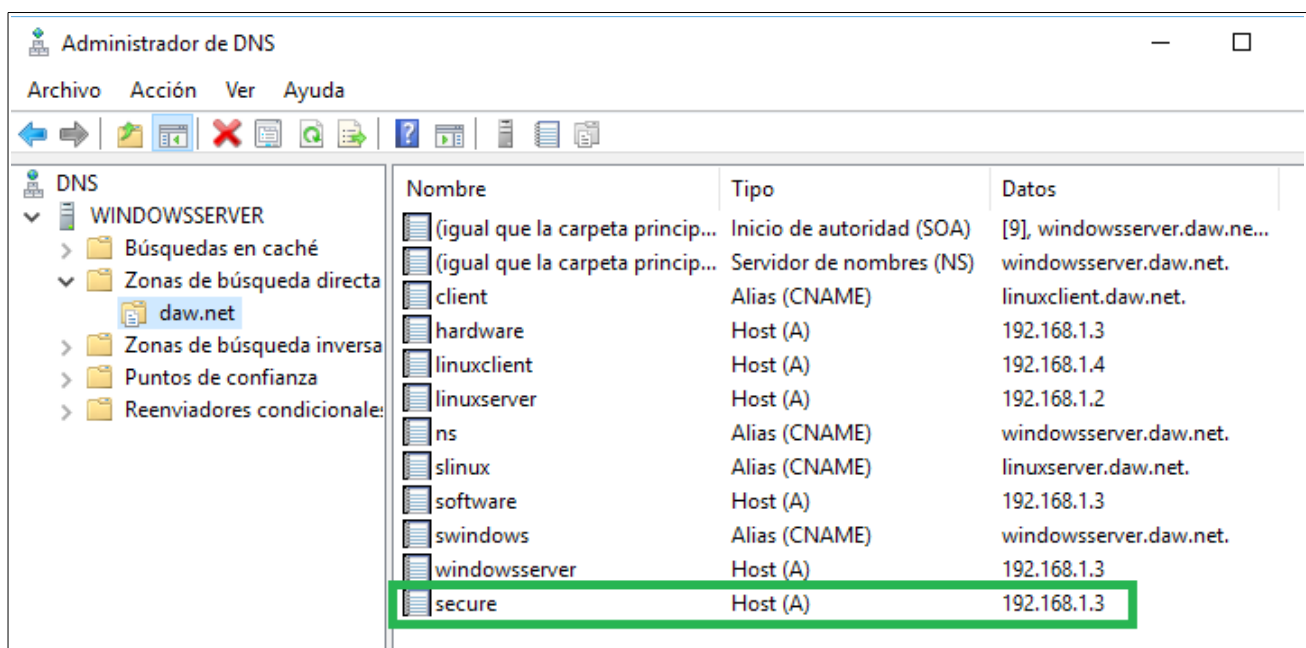 Administrador de DNS
Archivo Acción Ver Ayuda
DNS
WINDOWSSERVER
Búsquedas en caché
Zonas de búsqueda directa
daw.net
Zonas de búsqueda inversa
Puntos de confianza
Reenviadores condicionales
Nombre Tipo Datos
(igual que la carpeta princip... Inicio de autoridad (SOA) [9], windowsserver.daw.ne...
(igual que la carpeta princip... Servidor de nombres (NS) windowsserver.daw.net.
client Alias (CNAME) linuxclient.daw.net.
hardware Host (A) 192.168.1.3
linuxclient Host (A) 192.168.1.4
linuxserver Host (A) 192.168.1.2
ns Alias (CNAME) windowsserver.daw.net.
slinux Alias (CNAME) linuxserver.daw.net.
software Host (A) 192.168.1.3
swindows Alias (CNAME) windowsserver.daw.net.
windowsserver Host (A) 192.168.1.3
secure Host (A) 192.168.1.3